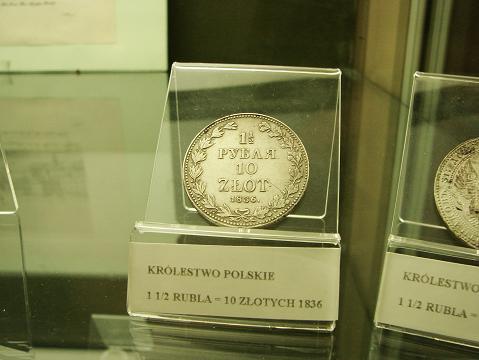 1½
РУБЛЯ
10
ZŁOT.
1836.
KRÓLESTWO POLSKIE
1 1/2 RUBLA = 10 ZŁOTYCH 1836
KRÓLESTWO
1 1/2 RUBLA =